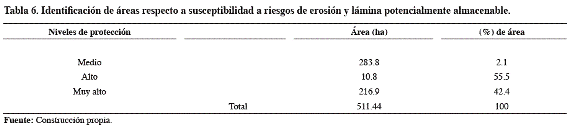 Tabla 6. Identificación de áreas respecto a susceptibilidad a riesgos de erosión y lámina potencialmente almacenable.
Niveles de protección Área (ha) (%) de área
Medio 283.8 2.1
Alto 10.8 55.5
Muy alto 216.9 42.4
Total 511.44 100
Fuente: Construcción propia.